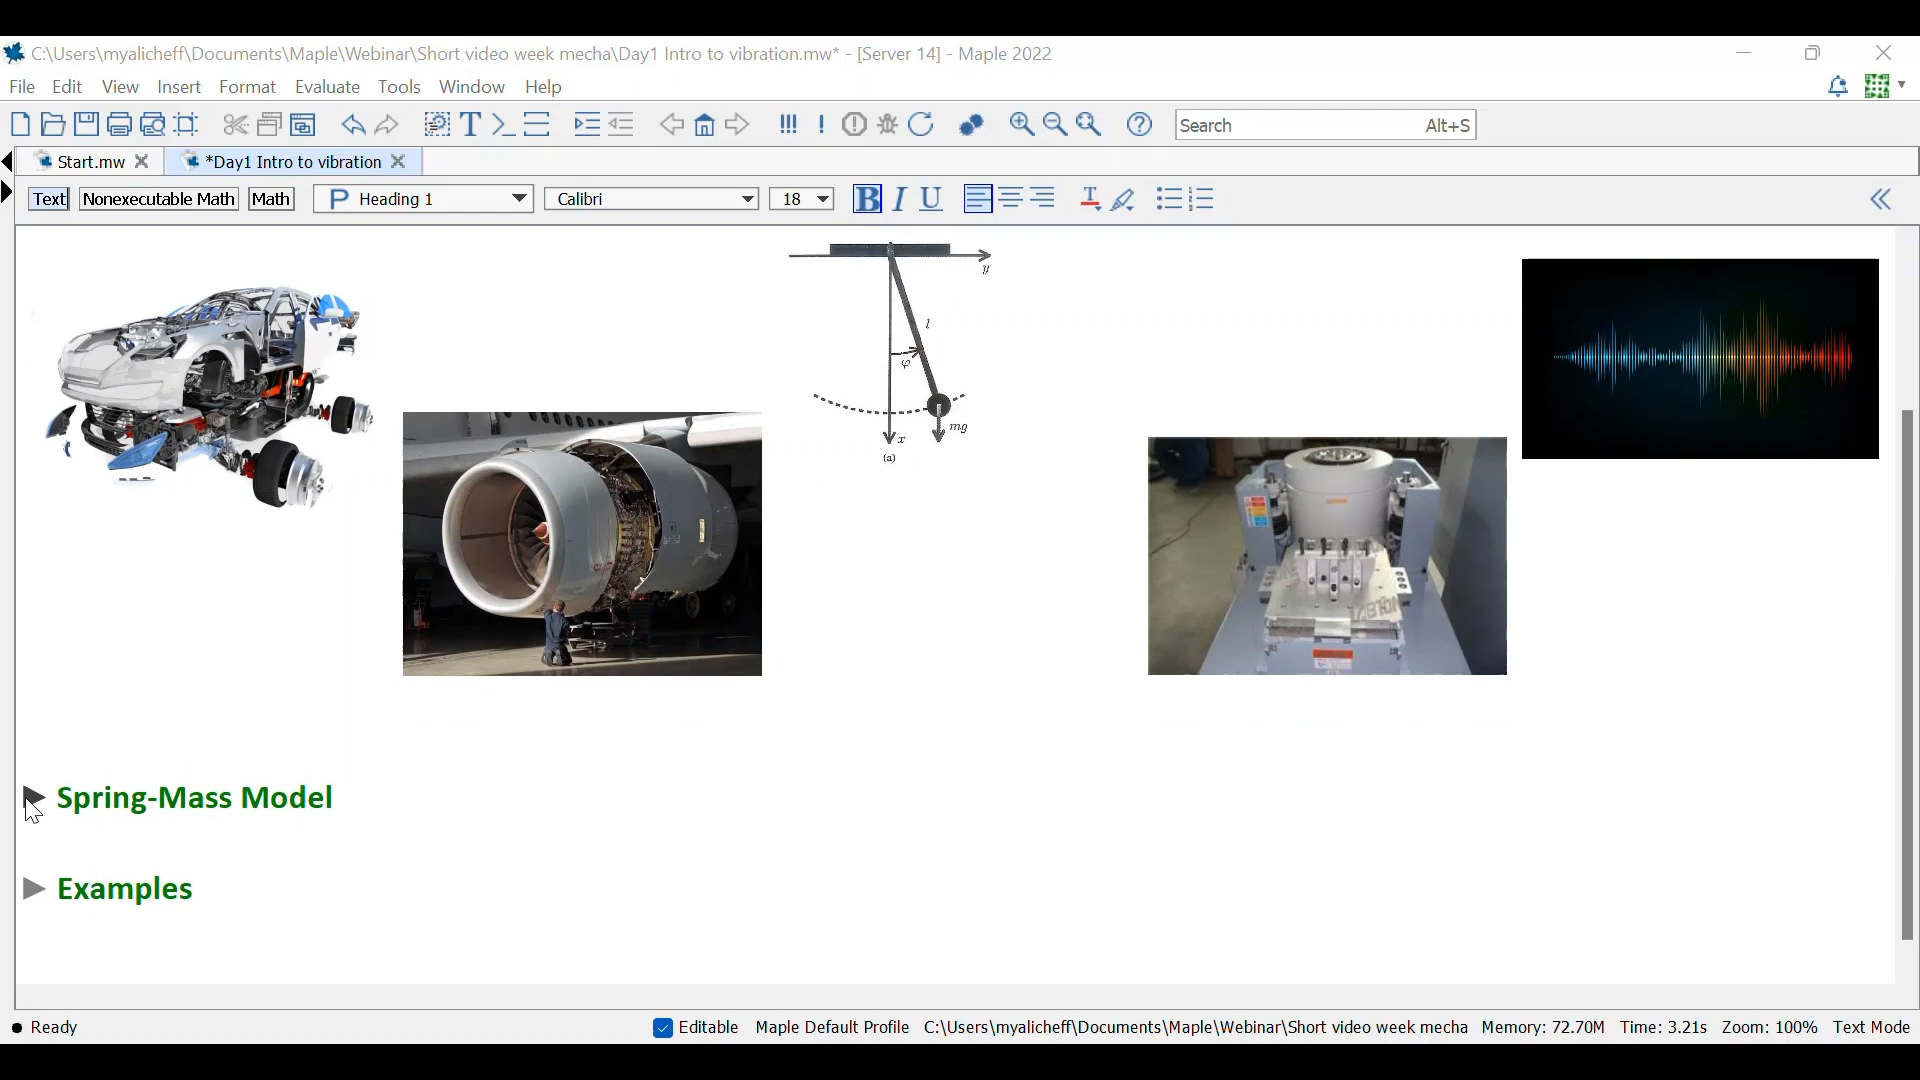 C:\Users\myalicheff\Documents\Maple\Webinar\Short video week mecha\Day1 Intro to vibration.mw* - [Server 14] - Maple 2022
File Edit View Insert Format Evaluate Tools Window Help
Search Alt+S
Start.mw *Day1 Intro to vibration
Text Nonexecutable Math Math P Heading 1 Calibri 18 B I U
y
l
φ
mg
x
(a)
Spring-Mass Model
Examples
Ready Editable Maple Default Profile C:\Users\myalicheff\Documents\Maple\Webinar\Short video week mecha Memory: 72.70M Time: 3.21s Zoom: 100% Text Mode